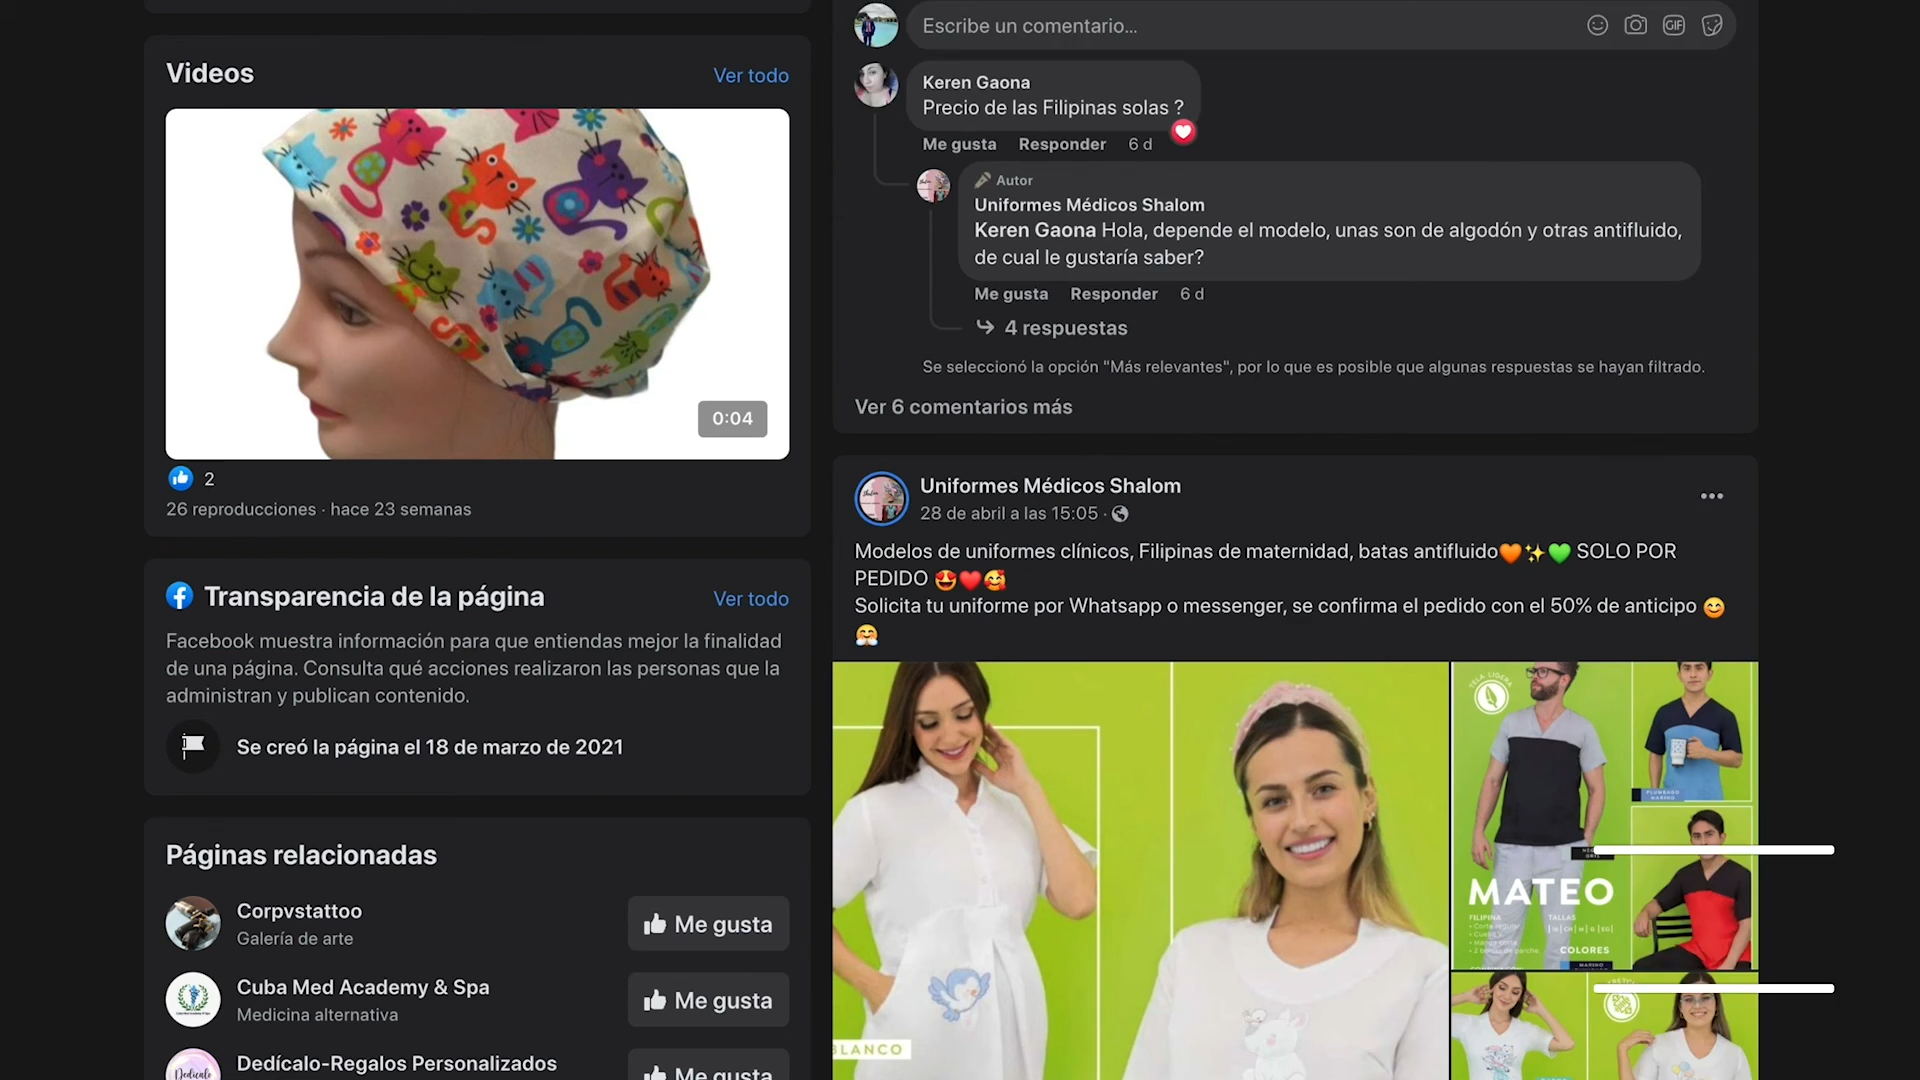 Videos
Ver todo
0:04
2
26 reproducciones · hace 23 semanas
Transparencia de la página
Ver todo
Facebook muestra información para que entiendas mejor la finalidad
de una página. Consulta qué acciones realizaron las personas que la
administran y publican contenido.
Se creó la página el 18 de marzo de 2021
Páginas relacionadas
Corpvstattoo
Galería de arte
Me gusta
Cuba Med Academy & Spa
Medicina alternativa
Me gusta
Dedícalo-Regalos Personalizados
Me gusta
Escribe un comentario...
GIF
Keren Gaona
Precio de las Filipinas solas ?
Me gusta Responder 6 d
Autor
Uniformes Médicos Shalom
Keren Gaona Hola, depende el modelo, unas son de algodón y otras antifluido,
de cual le gustaría saber?
Me gusta Responder 6 d
4 respuestas
Se seleccionó la opción "Más relevantes", por lo que es posible que algunas respuestas se hayan filtrado.
Ver 6 comentarios más
Uniformes Médicos Shalom
28 de abril a las 15:05 ·
Modelos de uniformes clínicos, Filipinas de maternidad, batas antifluido🧡✨💚 SOLO POR
PEDIDO 😍❤️🥰
Solicita tu uniforme por Whatsapp o messenger, se confirma el pedido con el 50% de anticipo 😊
🤗
BLANCO
TELA LIGERA
PLUMBAGO
MARINO
MATEO
FILIPINA
TALLAS
COLORES